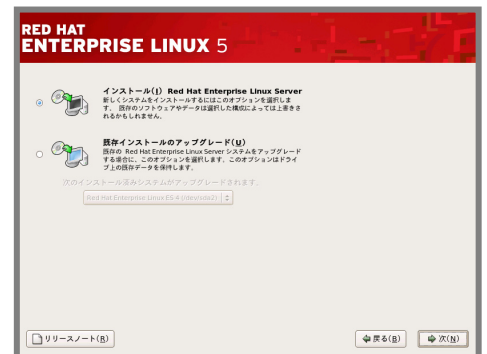 RED HAT
ENTERPRISE LINUX 5
インストール(I) Red Hat Enterprise Linux Server
新しくシステムをインストールするにはこのオプションを選択しま
す。 既存のソフトウェアやデータは選択した構成によっては上書きさ
れるかもしれません。
既存インストールのアップグレード(U)
既存の Red Hat Enterprise Linux Server システムをアップグレード
する場合に、このオプションを選択します。このオプションはドライ
ブ上の既存データを保持します。
次のインストール済みシステムがアップグレードされます。
Red Hat Enterprise Linux ES 4 (/dev/sda2)
リリースノート(R)
戻る(B)
次(N)